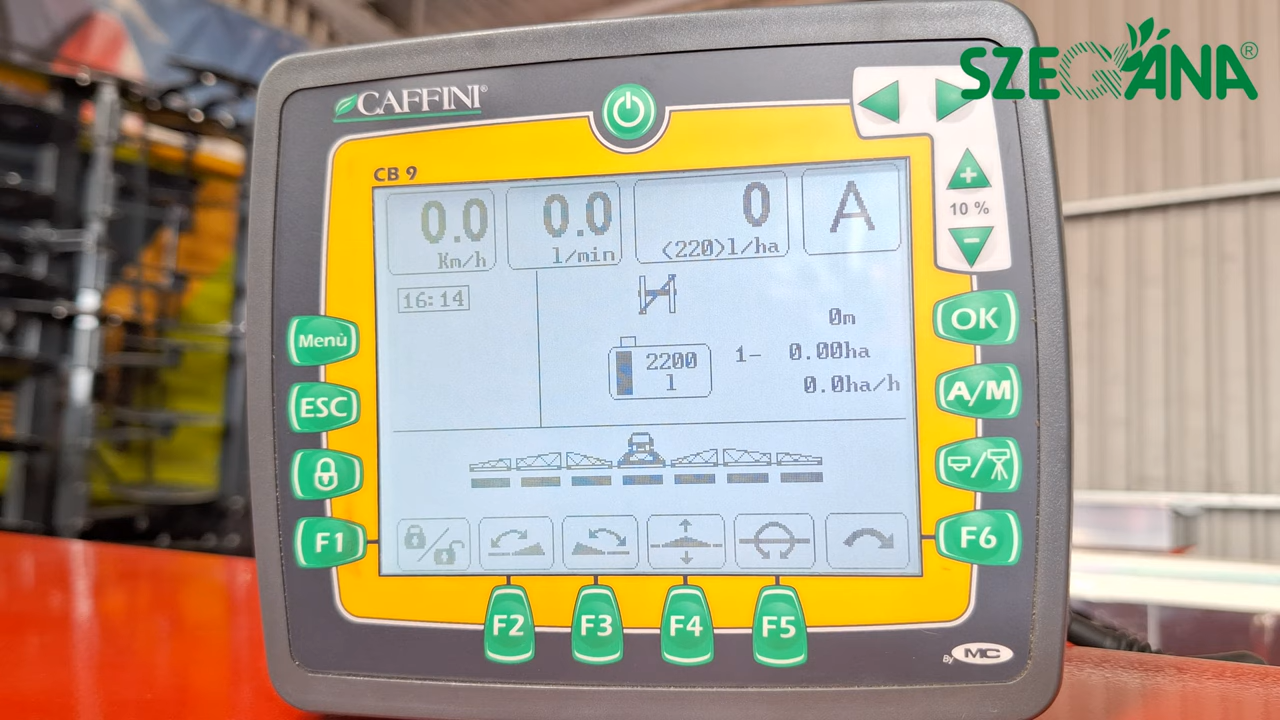 SZEGÁNA®
CAFFINI®
CB 9
0.0 Km/h
0.0 l/min
0 (220)l/ha
A
+
10 %
-
16:14
0m
2200 l
1- 0.00ha
0.0ha/h
Menù
ESC
F1
OK
A/M
F6
F2
F3
F4
F5
By MC